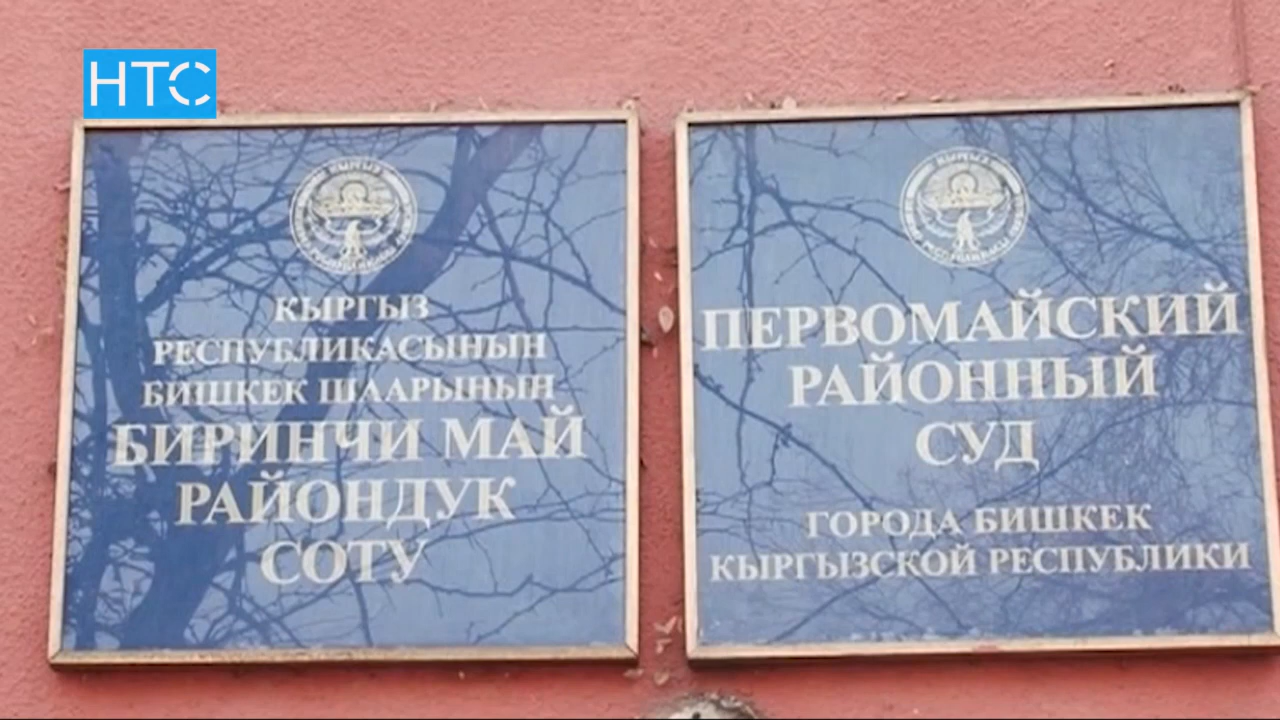 НТС
КЫРГЫЗ
РЕСПУБЛИКАСЫНЫН
БИШКЕК ШААРЫНЫН
БИРИНЧИ МАЙ
РАЙОНДУК
СОТУ
ПЕРВОМАЙСКИЙ
РАЙОННЫЙ
СУД
ГОРОДА БИШКЕК
КЫРГЫЗСКОЙ РЕСПУБЛИКИ